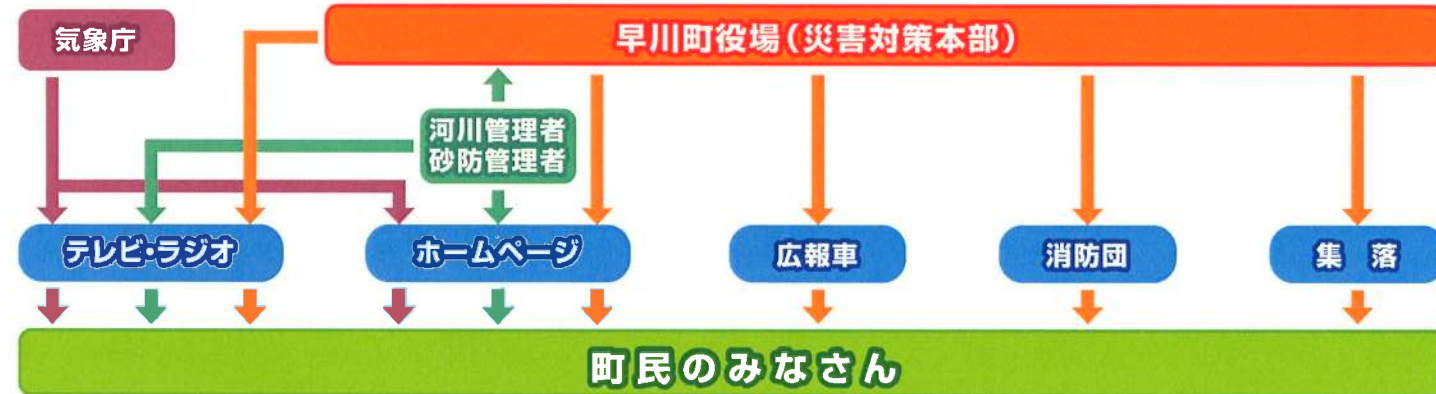 気象庁
早川町役場（災害対策本部）
河川管理者
砂防管理者
テレビ・ラジオ
ホームページ
広報車
消防団
集　落
町民のみなさん